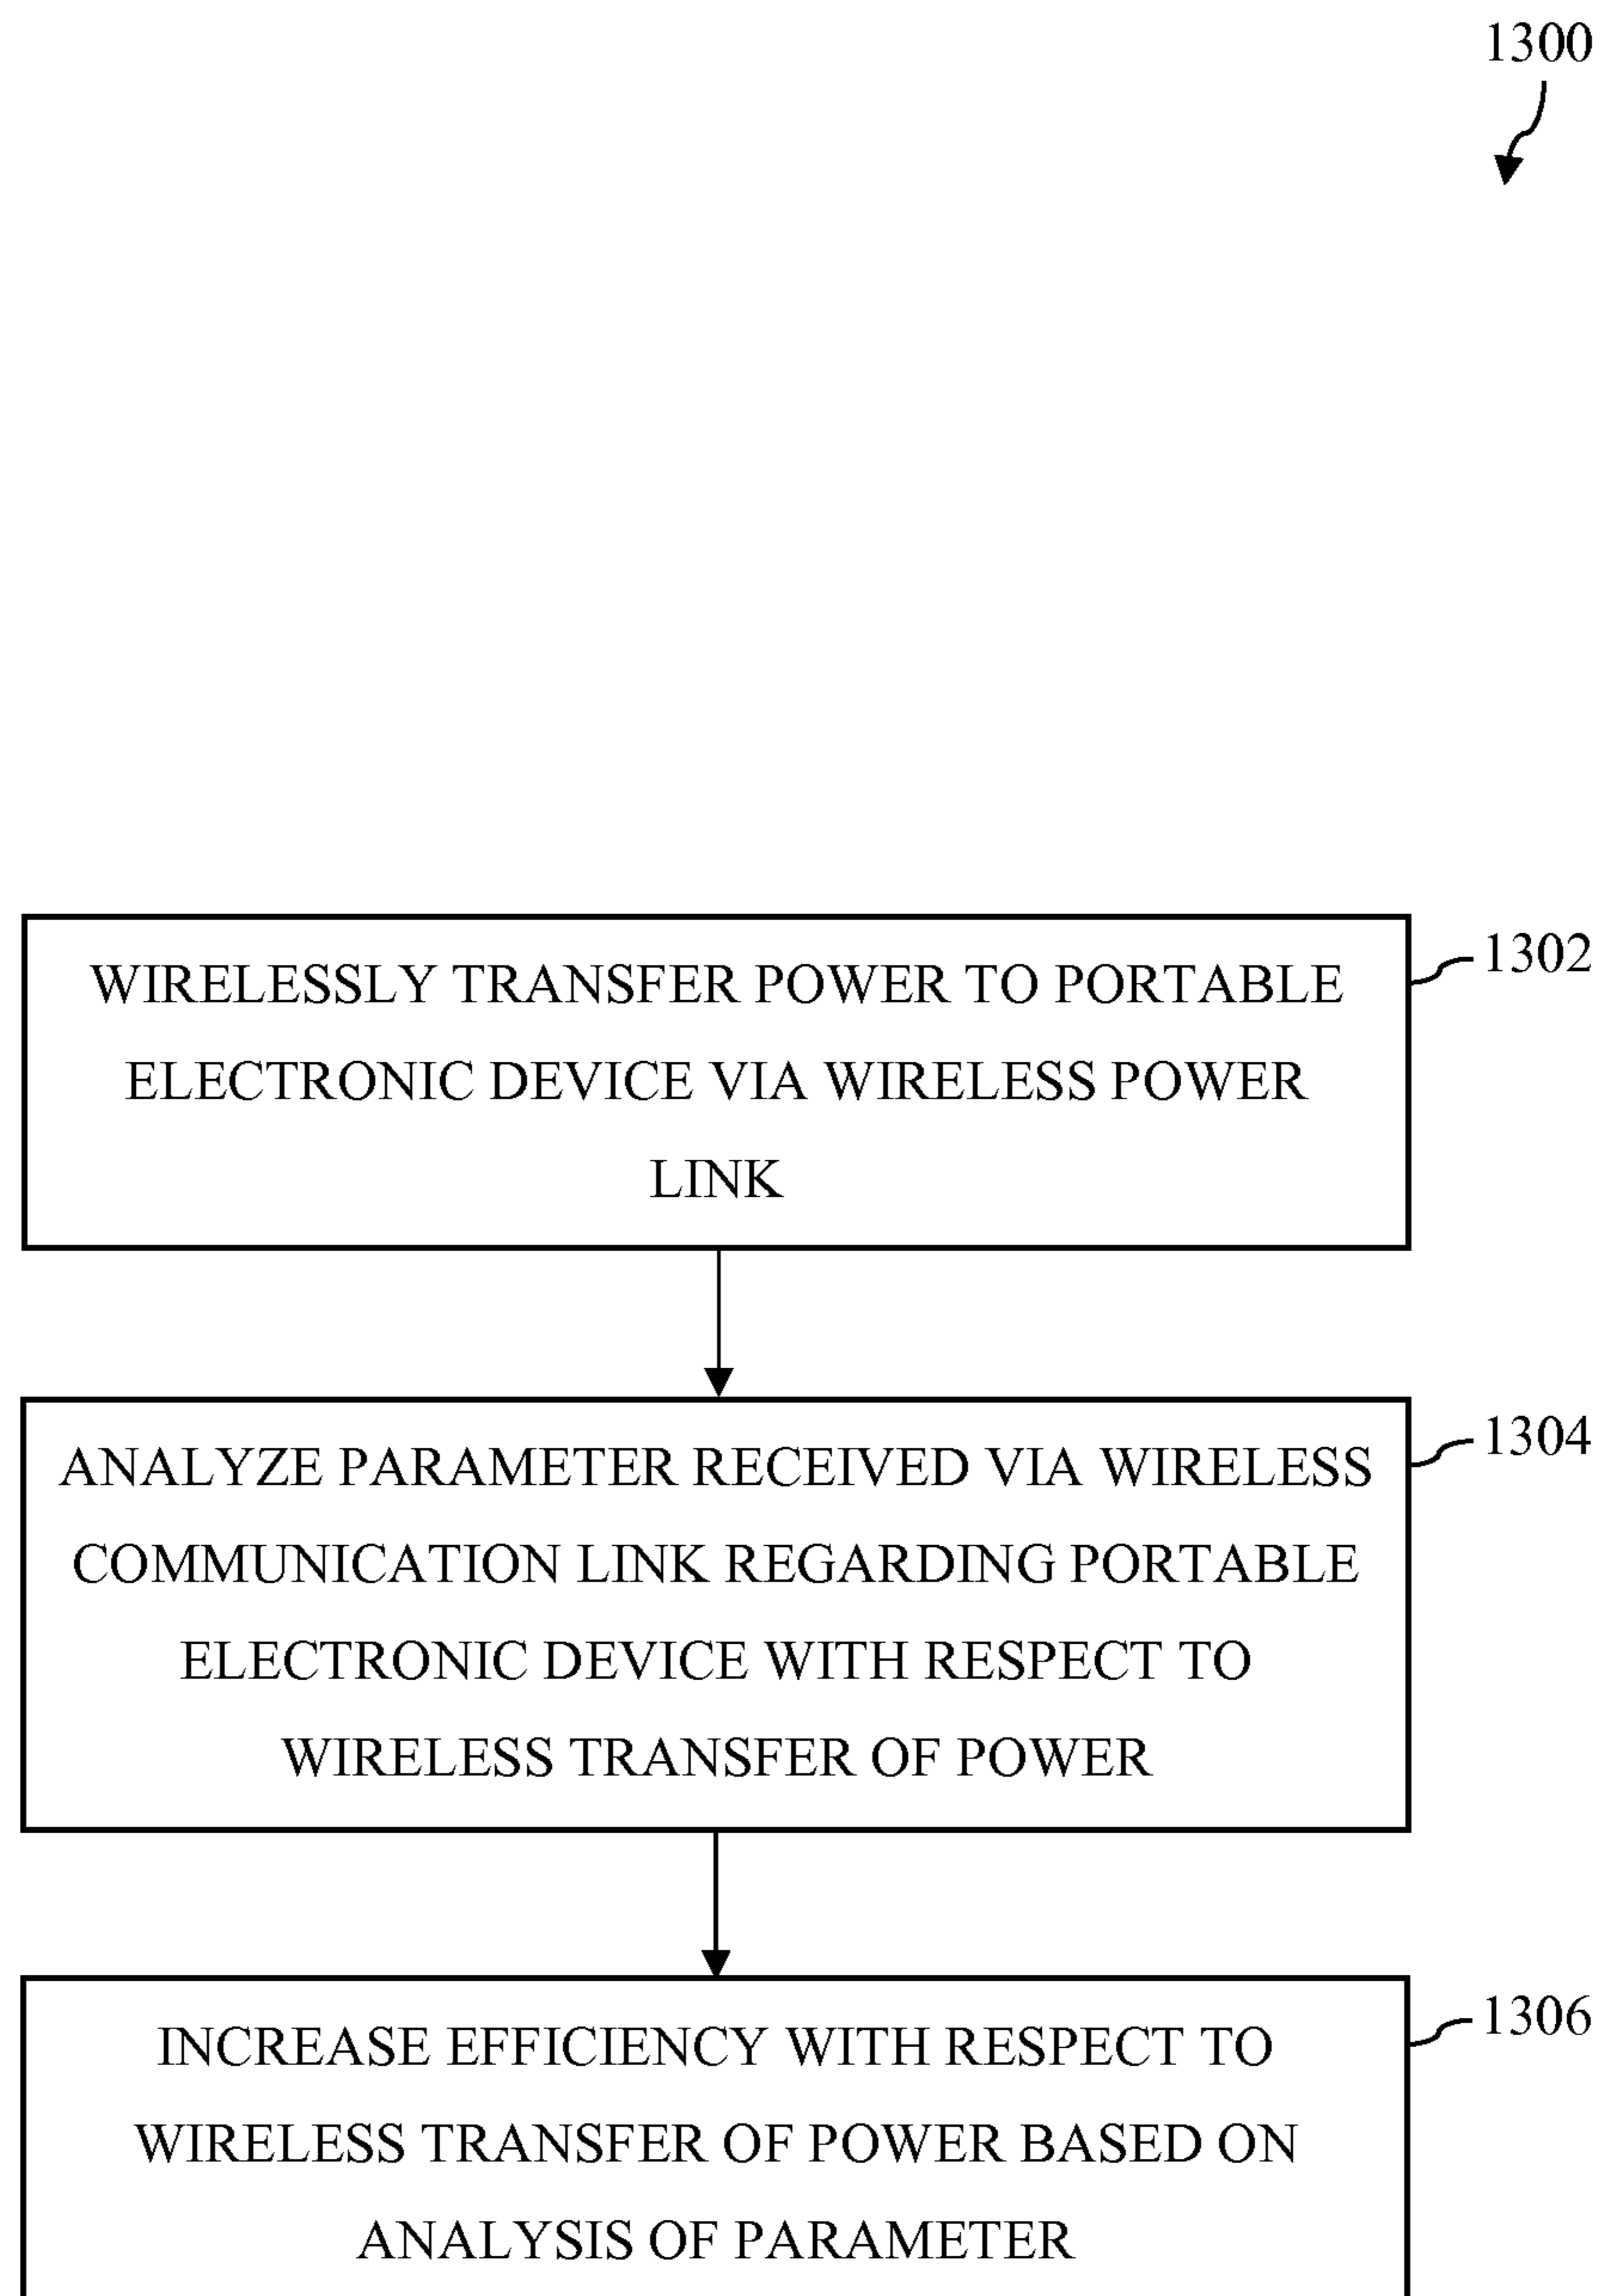 1300
WIRELESSLY TRANSFER POWER TO PORTABLE
ELECTRONIC DEVICE VIA WIRELESS POWER
LINK
1302
ANALYZE PARAMETER RECEIVED VIA WIRELESS
COMMUNICATION LINK REGARDING PORTABLE
ELECTRONIC DEVICE WITH RESPECT TO
WIRELESS TRANSFER OF POWER
1304
INCREASE EFFICIENCY WITH RESPECT TO
WIRELESS TRANSFER OF POWER BASED ON
ANALYSIS OF PARAMETER
1306